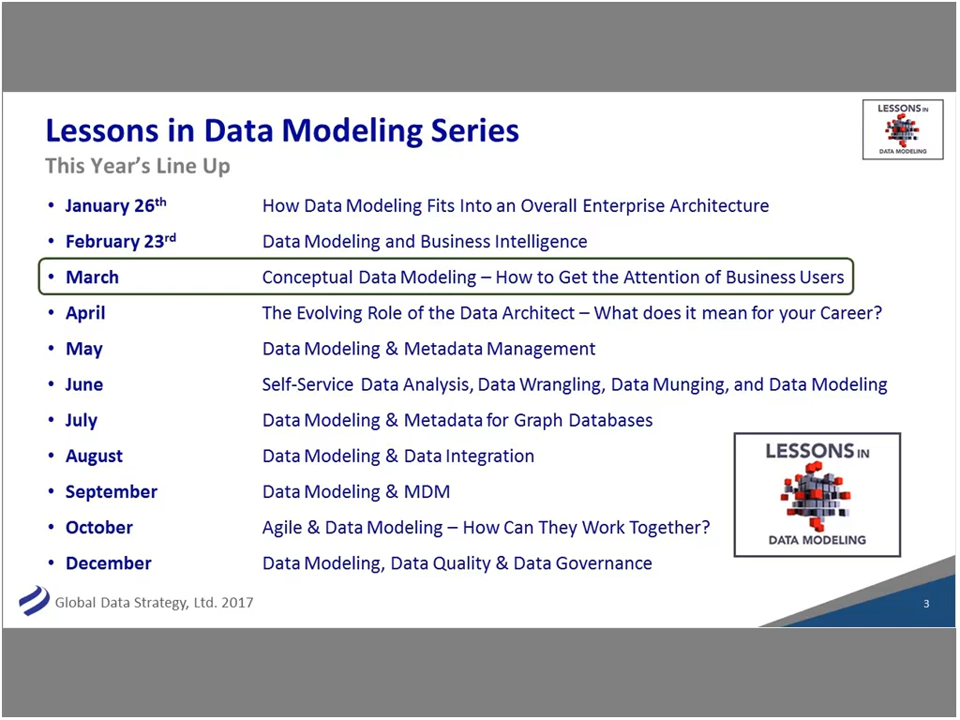 Lessons in Data Modeling Series
This Year's Line Up
LESSONS IN
DATA MODELING
• January 26th How Data Modeling Fits Into an Overall Enterprise Architecture
• February 23rd Data Modeling and Business Intelligence
• March Conceptual Data Modeling – How to Get the Attention of Business Users
• April The Evolving Role of the Data Architect – What does it mean for your Career?
• May Data Modeling & Metadata Management
• June Self-Service Data Analysis, Data Wrangling, Data Munging, and Data Modeling
• July Data Modeling & Metadata for Graph Databases
• August Data Modeling & Data Integration
• September Data Modeling & MDM
• October Agile & Data Modeling – How Can They Work Together?
• December Data Modeling, Data Quality & Data Governance
LESSONS IN
DATA MODELING
Global Data Strategy, Ltd. 2017
3